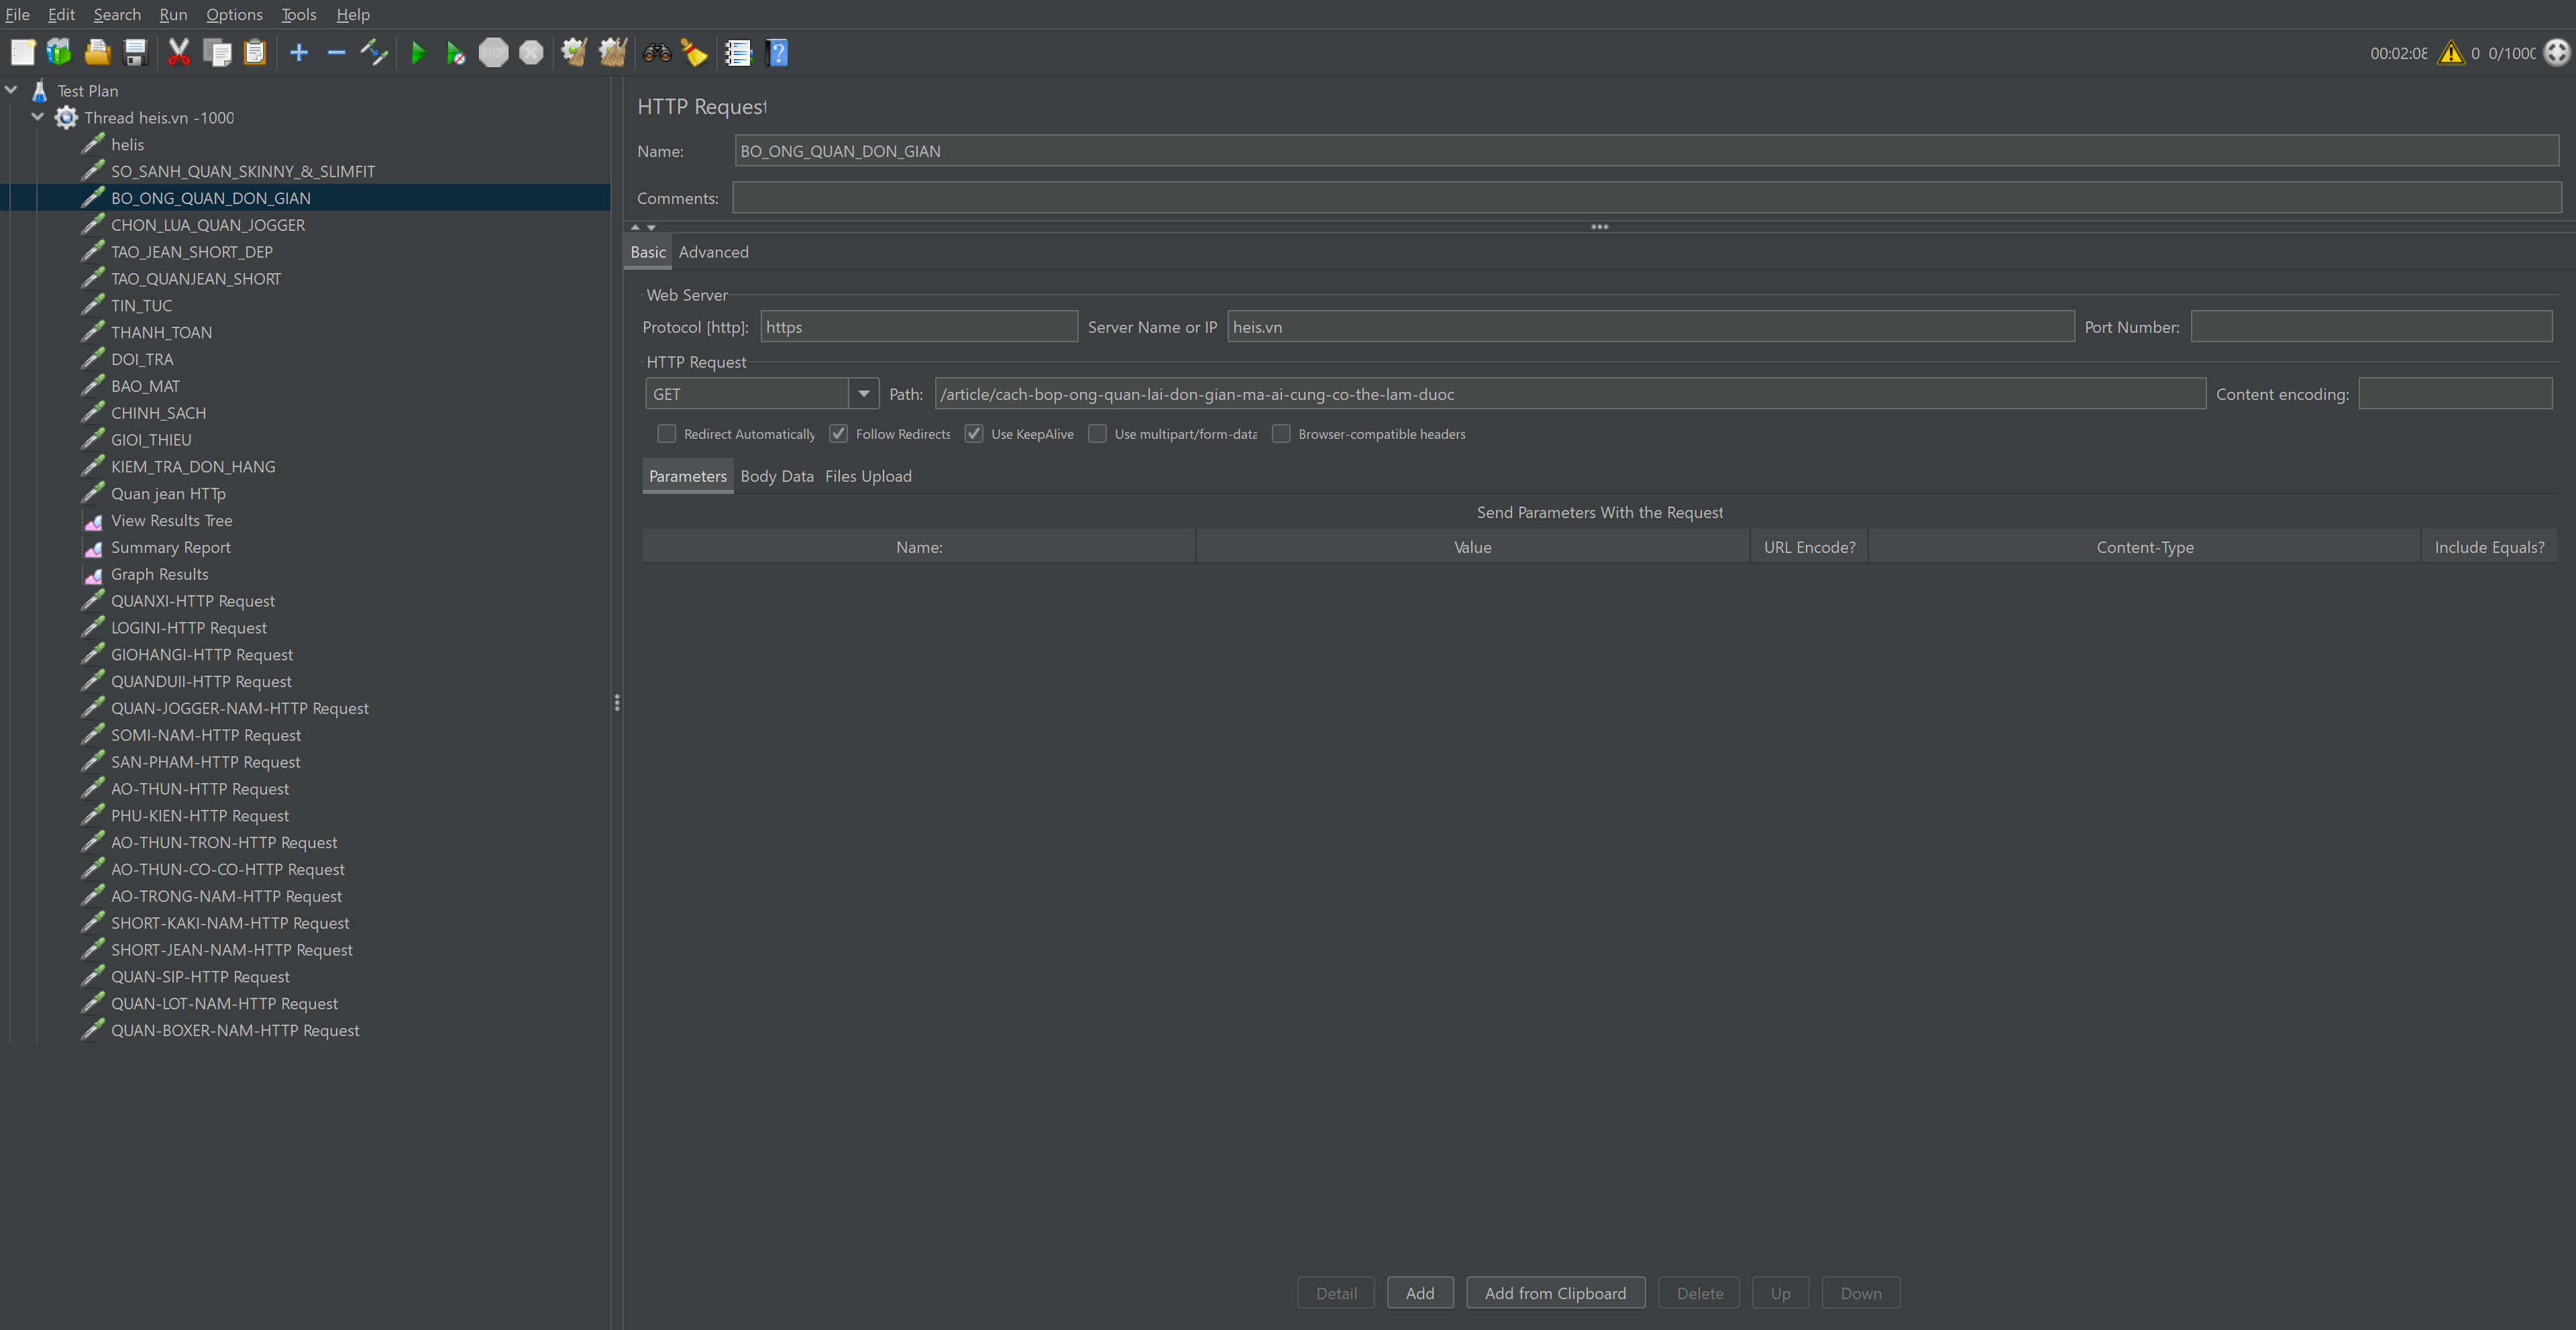 File Edit Search Run Options Tools Help
STOP
00:02:08 0 0/1000
Test Plan
Thread heis.vn -1000
helis
SO_SANH_QUAN_SKINNY_&_SLIMFIT
BO_ONG_QUAN_DON_GIAN
CHON_LUA_QUAN_JOGGER
TAO_JEAN_SHORT_DEP
TAO_QUANJEAN_SHORT
TIN_TUC
THANH_TOAN
DOI_TRA
BAO_MAT
CHINH_SACH
GIOI_THIEU
KIEM_TRA_DON_HANG
Quan jean HTTp
View Results Tree
Summary Report
Graph Results
QUANXI-HTTP Request
LOGINI-HTTP Request
GIOHANGI-HTTP Request
QUANDUII-HTTP Request
QUAN-JOGGER-NAM-HTTP Request
SOMI-NAM-HTTP Request
SAN-PHAM-HTTP Request
AO-THUN-HTTP Request
PHU-KIEN-HTTP Request
AO-THUN-TRON-HTTP Request
AO-THUN-CO-CO-HTTP Request
AO-TRONG-NAM-HTTP Request
SHORT-KAKI-NAM-HTTP Request
SHORT-JEAN-NAM-HTTP Request
QUAN-SIP-HTTP Request
QUAN-LOT-NAM-HTTP Request
QUAN-BOXER-NAM-HTTP Request
HTTP Request
Name: BO_ONG_QUAN_DON_GIAN
Comments:
Basic Advanced
Web Server
Protocol [http]: https Server Name or IP heis.vn Port Number:
HTTP Request
GET Path: /article/cach-bop-ong-quan-lai-don-gian-ma-ai-cung-co-the-lam-duoc Content encoding:
Redirect Automatically Follow Redirects Use KeepAlive Use multipart/form-data Browser-compatible headers
Parameters Body Data Files Upload
Send Parameters With the Request
Name: Value URL Encode? Content-Type Include Equals?
Detail Add Add from Clipboard Delete Up Down